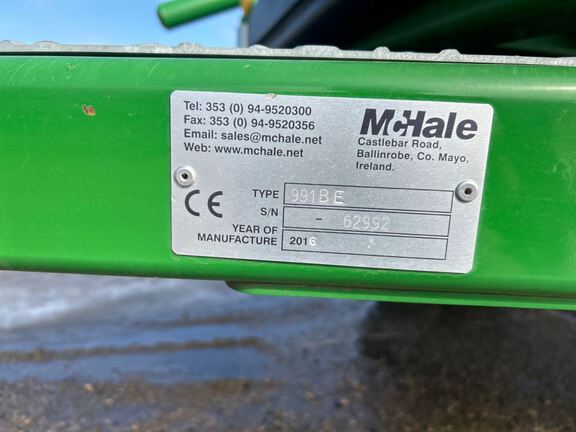 Tel: 353 (0) 94-9520300
Fax: 353 (0) 94-9520356
Email: sales@mchale.net
Web: www.mchale.net
McHale
Castlebar Road,
Ballinrobe, Co. Mayo,
Ireland.
CE
TYPE 991BE
S/N - 62992
YEAR OF
MANUFACTURE 2016